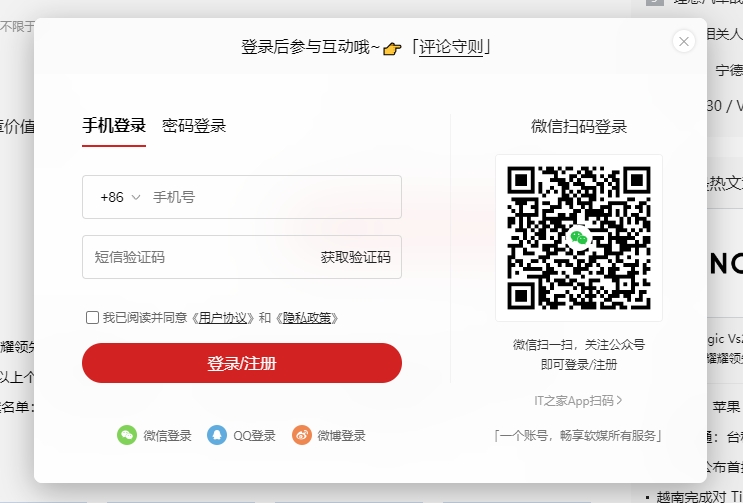 登录后参与互动哦~ 「评论守则」
手机登录 密码登录
+86 手机号
短信验证码 获取验证码
我已阅读并同意《用户协议》和《隐私政策》
登录/注册
微信登录 QQ登录 微博登录
微信扫码登录
微信扫一扫，关注公众号
即可登录/注册
IT之家App扫码
「一个账号，畅享软媒所有服务」
不限于
价值
耀领先
以上个
名单:
相关人
宁德
30 / V
热文
gic Vs2
耀领先
苹果
通：台积
公布首批
越南完成对 Ti